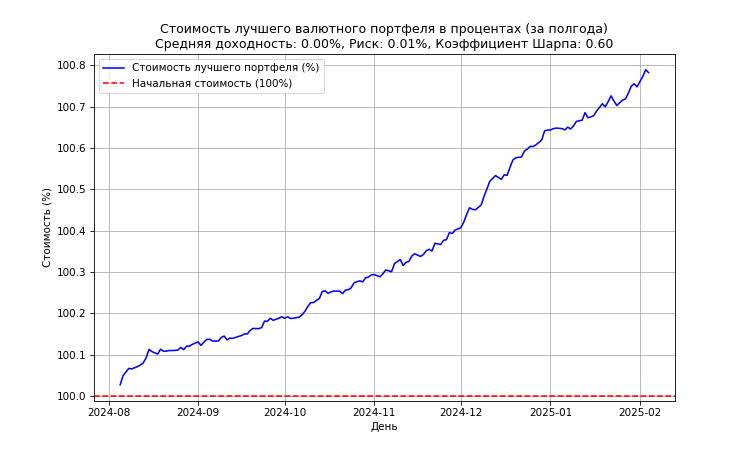 Стоимость лучшего валютного портфеля в процентах (за полгода)
Средняя доходность: 0.00%, Риск: 0.01%, Коэффициент Шарпа: 0.60
Стоимость лучшего портфеля (%)
Начальная стоимость (100%)
Стоимость (%)
100.8
100.7
100.6
100.5
100.4
100.3
100.2
100.1
100.0
2024-08
2024-09
2024-10
2024-11
2024-12
2025-01
2025-02
День